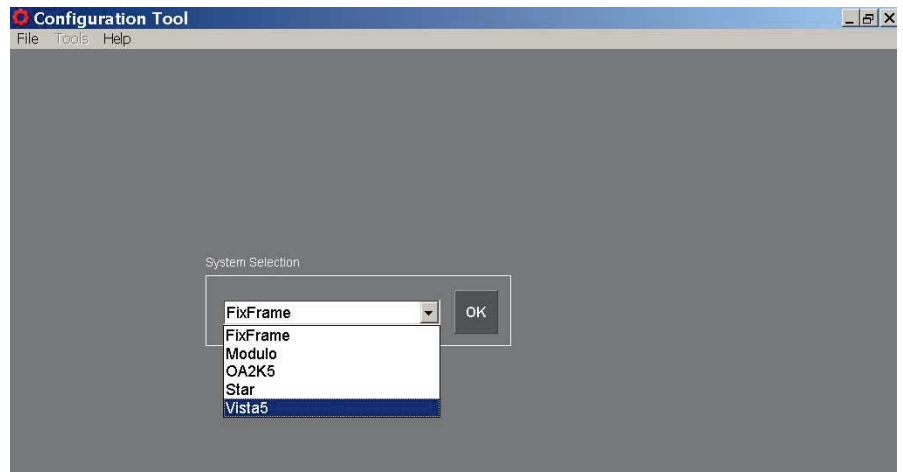 Configuration Tool
File Tools Help
System Selection
FixFrame
OK
FixFrame
Modulo
OA2K5
Star
Vista5